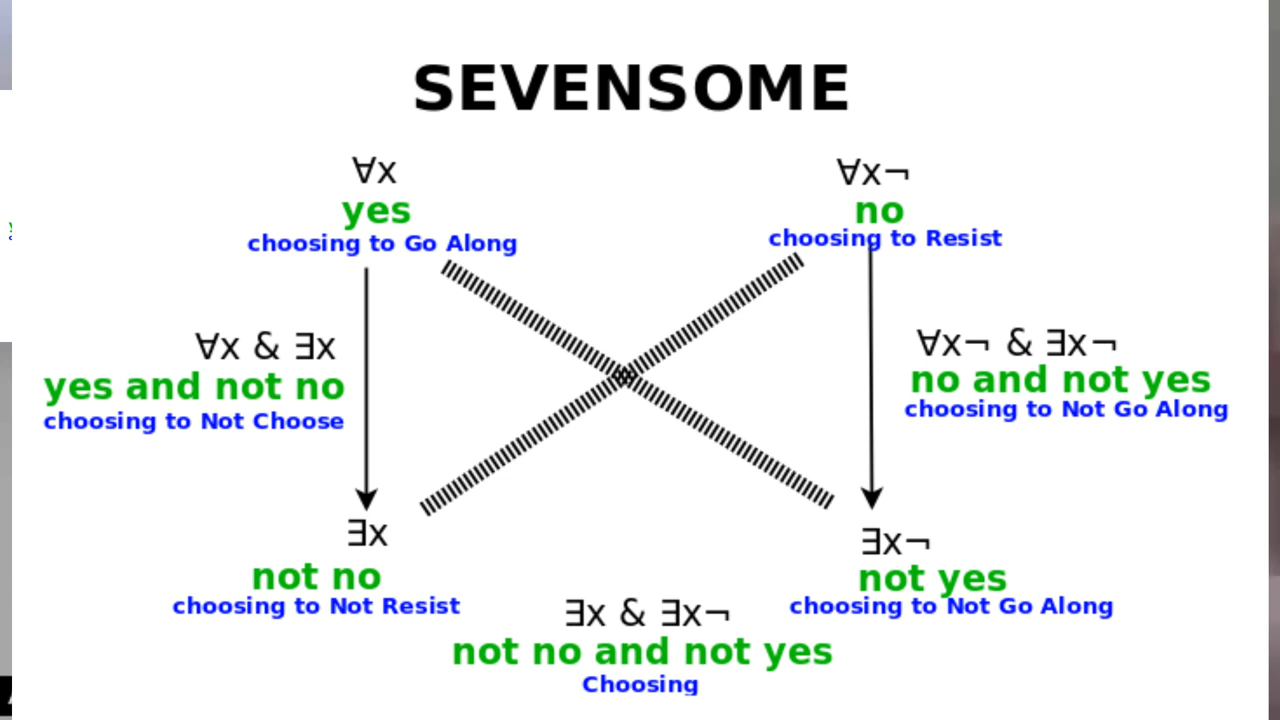 SEVENSOME
∀x
yes
choosing to Go Along
∀x¬
no
choosing to Resist
∀x & ∃x
yes and not no
choosing to Not Choose
∀x¬ & ∃x¬
no and not yes
choosing to Not Go Along
∃x
not no
choosing to Not Resist
∃x¬
not yes
choosing to Not Go Along
∃x & ∃x¬
not no and not yes
Choosing